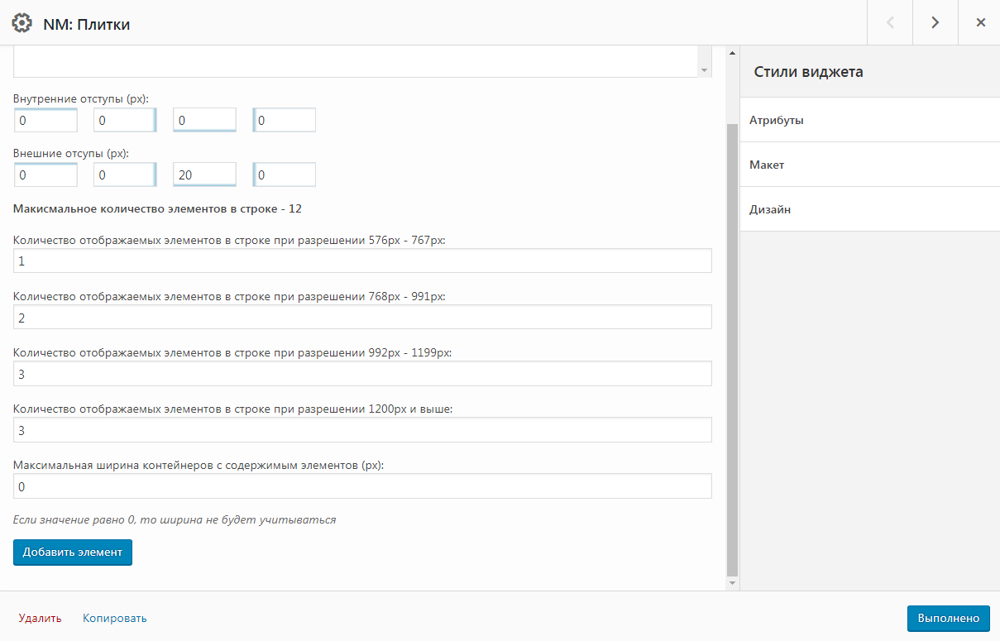 NM: Плитки
Стили виджета
Атрибуты
Макет
Дизайн
Внутренние отступы (px):
0 0 0 0
Внешние отсупы (px):
0 0 20 0
Макисмальное количество элементов в строке - 12
Количество отображаемых элементов в строке при разрешении 576px - 767px:
1
Количество отображаемых элементов в строке при разрешении 768px - 991px:
2
Количество отображаемых элементов в строке при разрешении 992px - 1199px:
3
Количество отображаемых элементов в строке при разрешении 1200px и выше:
3
Максимальная ширина контейнеров с содержимым элементов (px):
0
Если значение равно 0, то ширина не будет учитываться
Добавить элемент
Удалить Копировать
Выполнено